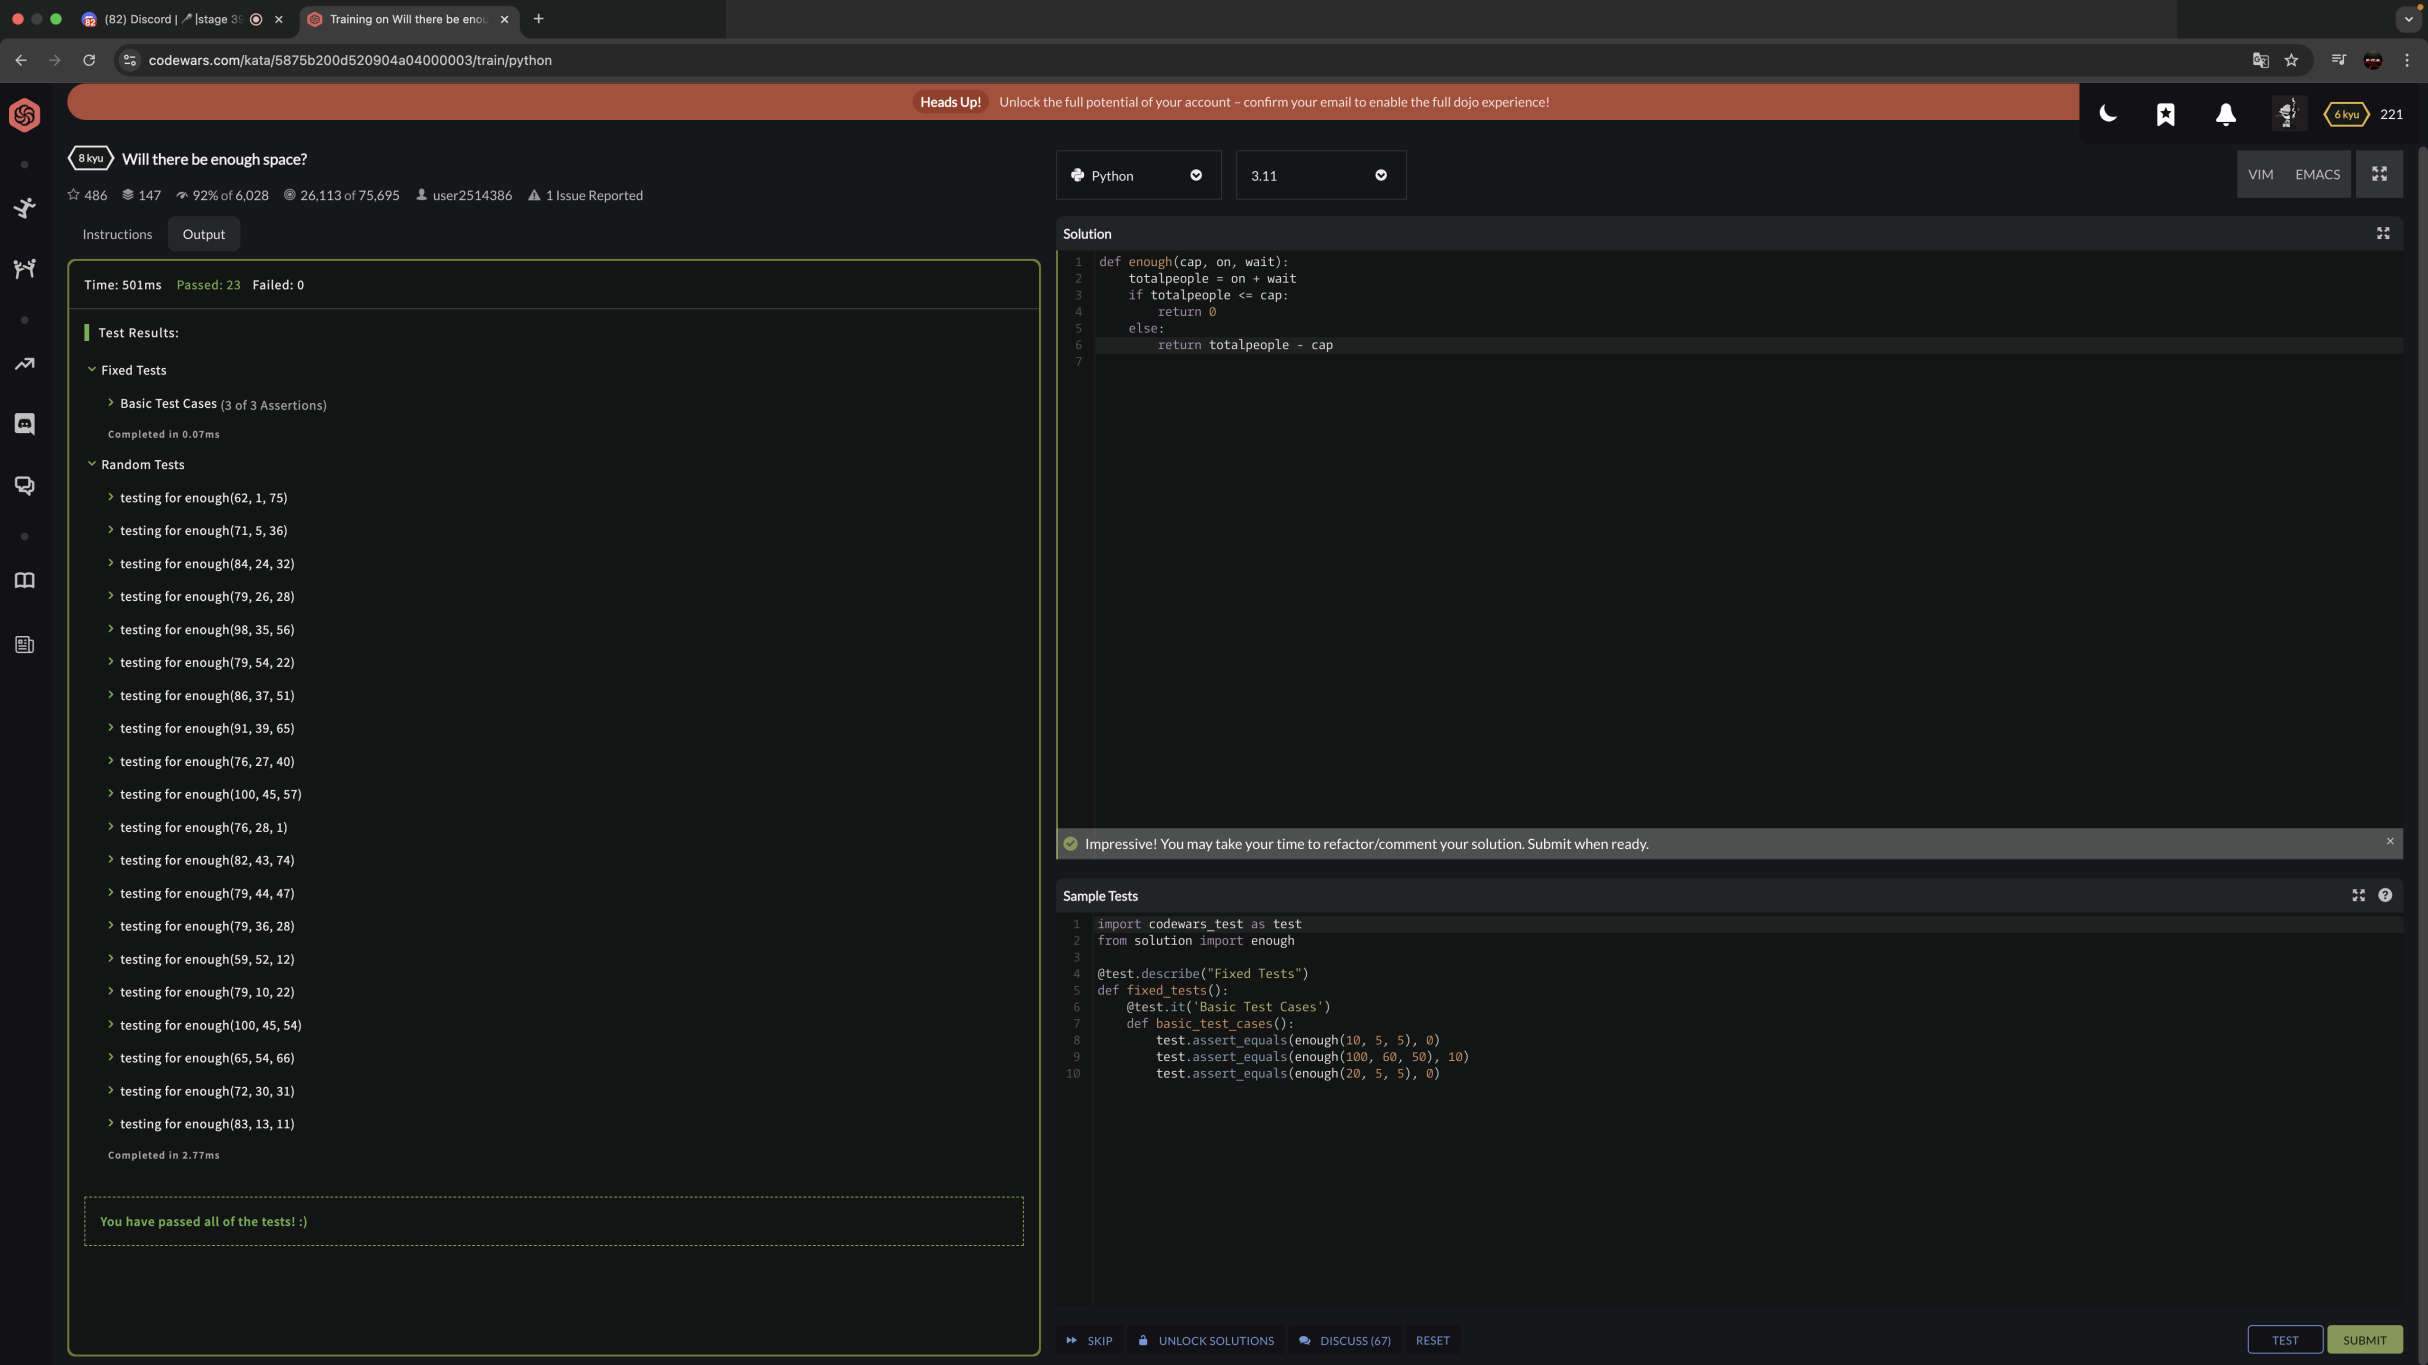 (82) Discord | 🎤|stage 39
Training on Will there be enou
codewars.com/kata/5875b200d520904a04000003/train/python
Heads Up! Unlock the full potential of your account – confirm your email to enable the full dojo experience!
6 kyu 221
8 kyu Will there be enough space?
486 147 92% of 6,028 26,113 of 75,695 user2514386 1 Issue Reported
Python 3.11 VIM EMACS
Instructions Output
Time: 501ms Passed: 23 Failed: 0
Test Results:
Fixed Tests
Basic Test Cases (3 of 3 Assertions)
Completed in 0.07ms
Random Tests
testing for enough(62, 1, 75)
testing for enough(71, 5, 36)
testing for enough(84, 24, 32)
testing for enough(79, 26, 28)
testing for enough(98, 35, 56)
testing for enough(79, 54, 22)
testing for enough(86, 37, 51)
testing for enough(91, 39, 65)
testing for enough(76, 27, 40)
testing for enough(100, 45, 57)
testing for enough(76, 28, 1)
testing for enough(82, 43, 74)
testing for enough(79, 44, 47)
testing for enough(79, 36, 28)
testing for enough(59, 52, 12)
testing for enough(79, 10, 22)
testing for enough(100, 45, 54)
testing for enough(65, 54, 66)
testing for enough(72, 30, 31)
testing for enough(83, 13, 11)
Completed in 2.77ms
You have passed all of the tests! :)
Solution
1 def enough(cap, on, wait):
2     totalpeople = on + wait
3     if totalpeople <= cap:
4         return 0
5     else:
6         return totalpeople - cap
7
Impressive! You may take your time to refactor/comment your solution. Submit when ready.
Sample Tests
1 import codewars_test as test
2 from solution import enough
3
4 @test.describe("Fixed Tests")
5 def fixed_tests():
6     @test.it('Basic Test Cases')
7     def basic_test_cases():
8         test.assert_equals(enough(10, 5, 5), 0)
9         test.assert_equals(enough(100, 60, 50), 10)
10         test.assert_equals(enough(20, 5, 5), 0)
SKIP UNLOCK SOLUTIONS DISCUSS (67) RESET TEST SUBMIT